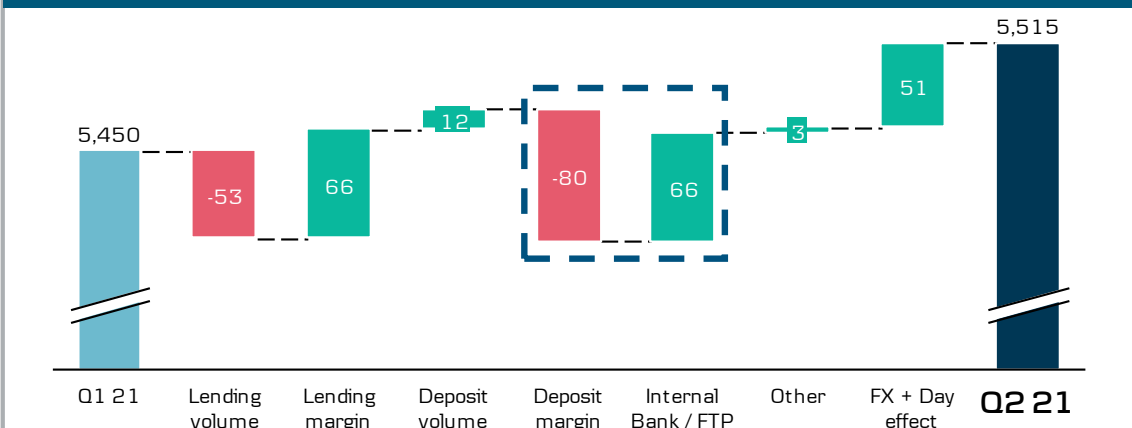 5,515
5,450
-53
66
12
-80
66
3
51
Q1 21
Lending
volume
Lending
margin
Deposit
volume
Deposit
margin
Internal
Bank / FTP
Other
FX + Day
effect
Q2 21